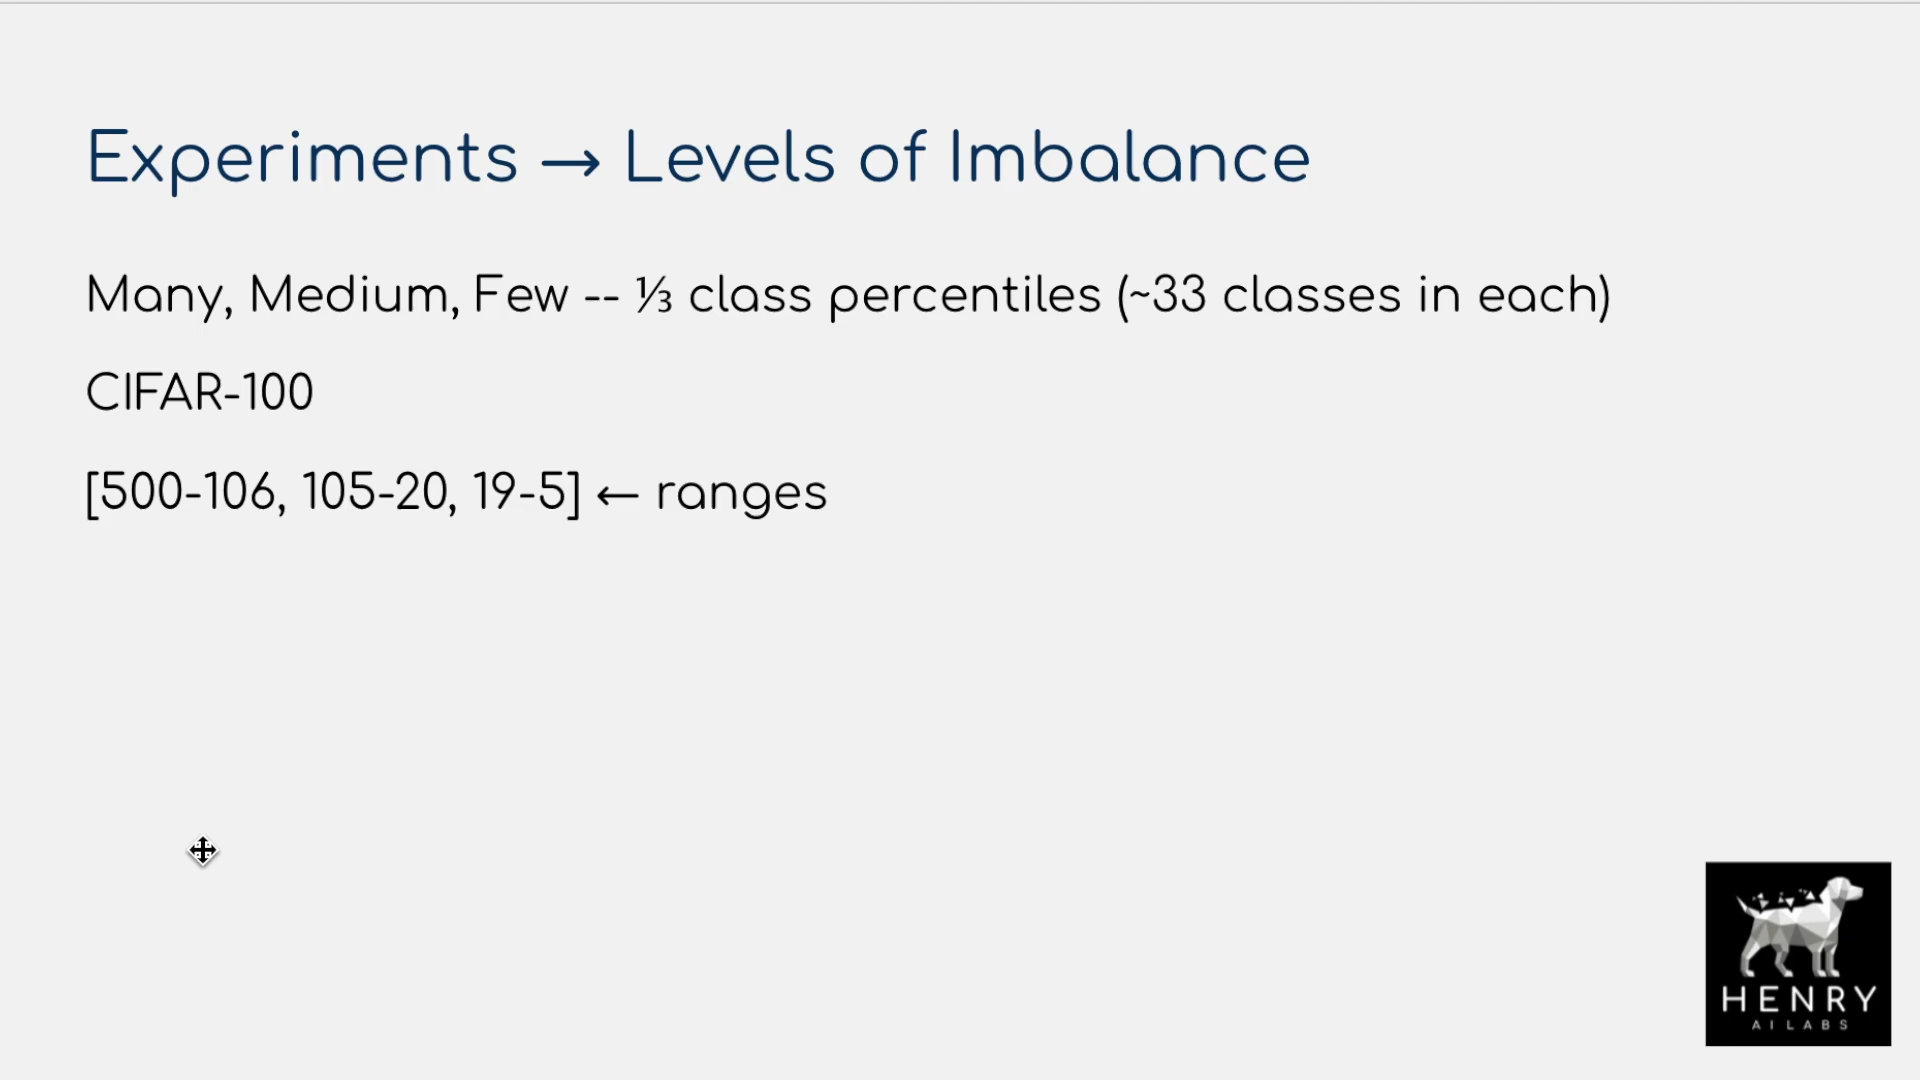 Experiments → Levels of Imbalance
Many, Medium, Few -- ⅓ class percentiles (~33 classes in each)
CIFAR-100
[500-106, 105-20, 19-5] ← ranges
HENRY
AI LABS